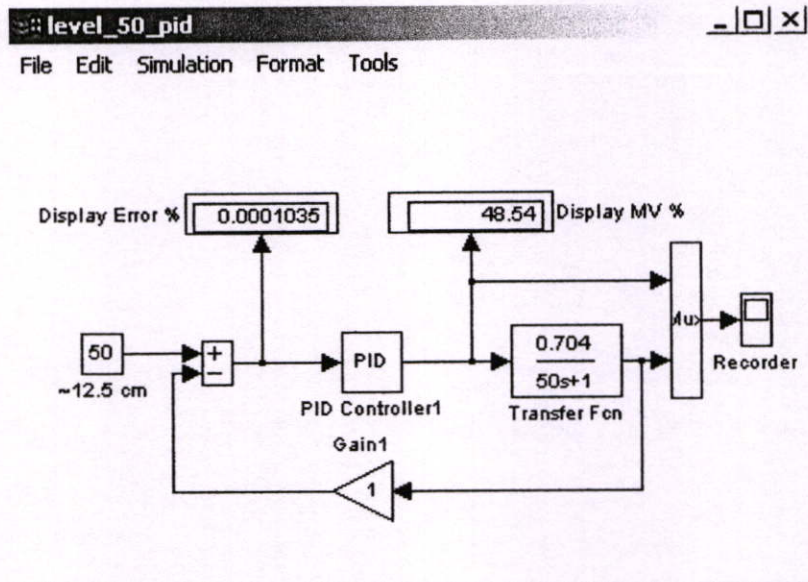 level_50_pid
File Edit Simulation Format Tools
Display Error % 0.0001035
48.54 Display MV %
50
~12.5 cm
+
−
PID
PID Controller1
0.704
50s+1
Transfer Fcn
Recorder
Gain1
1